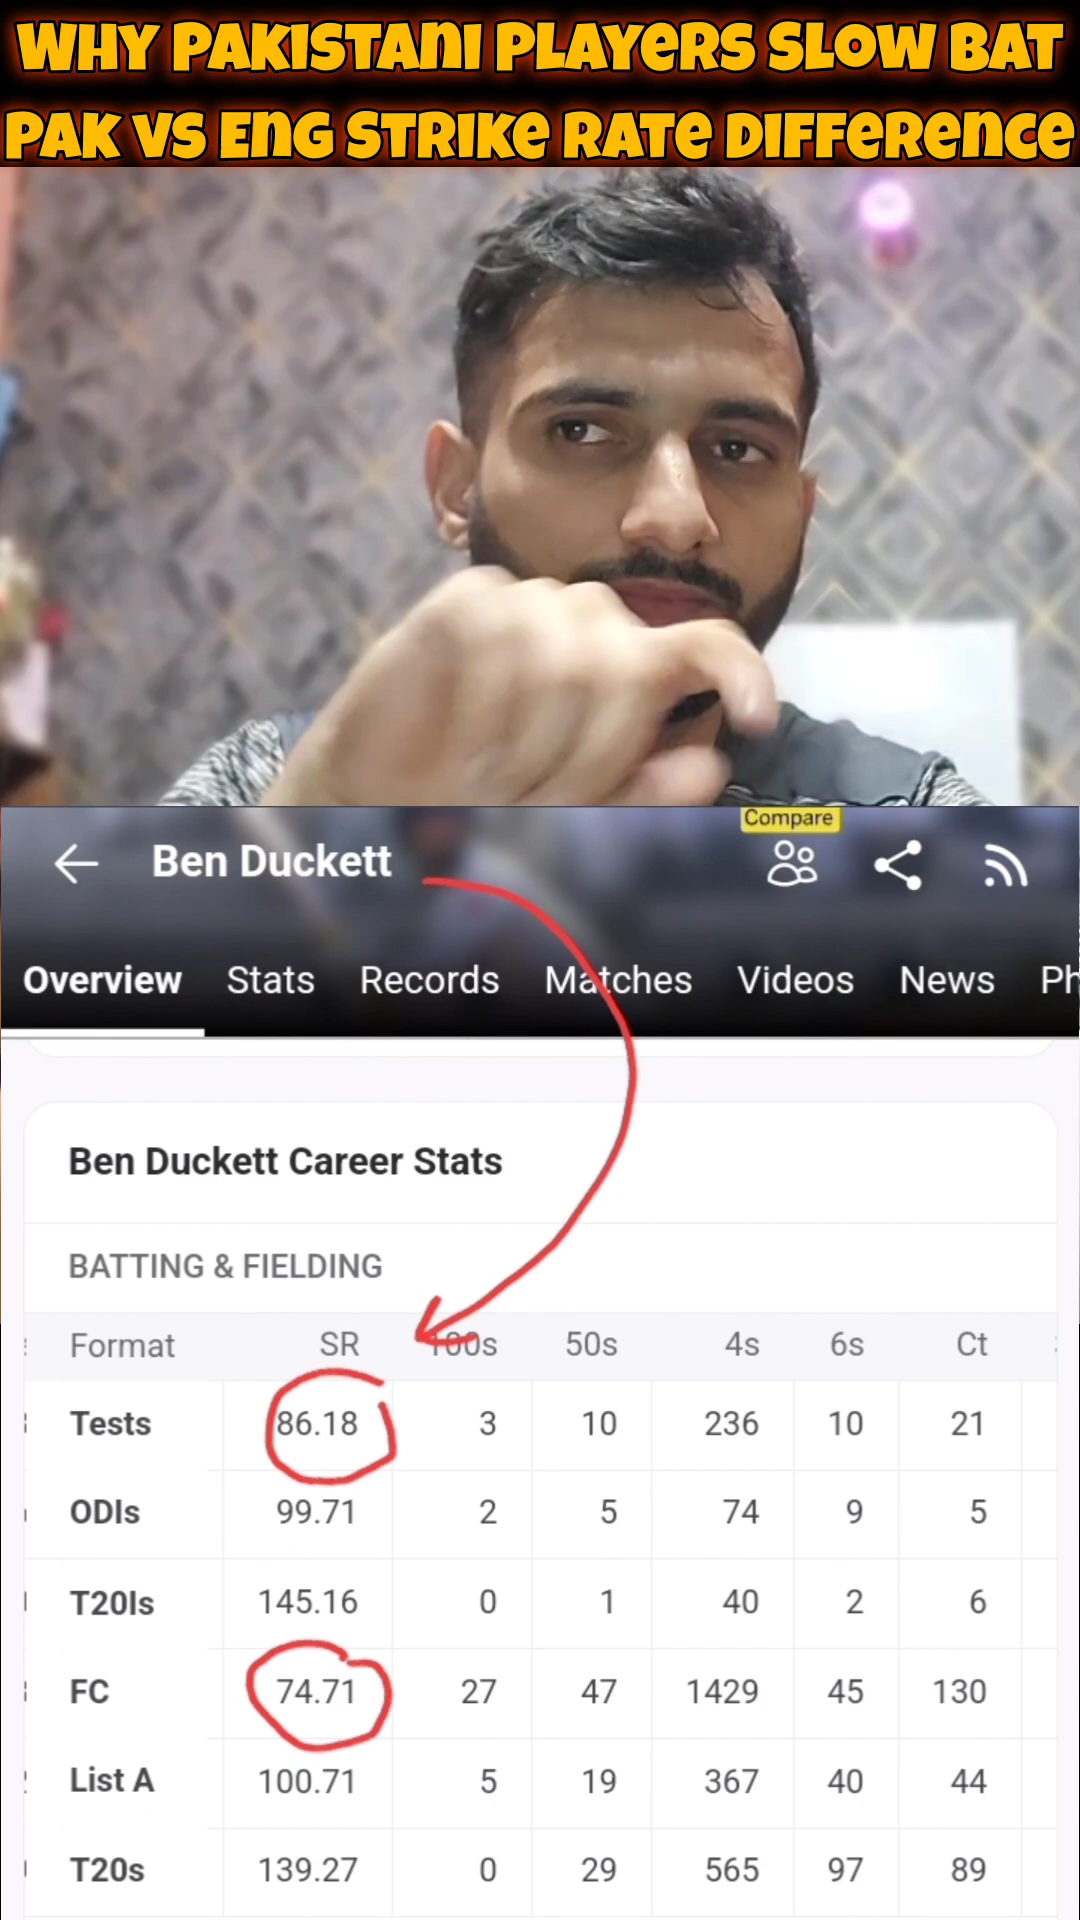 WHY PAKISTANI PLAYERS SLOW BAT
PAK VS ENG STRIKE RATE DIFFERENCE
Compare
Ben Duckett
Overview Stats Records Matches Videos News Ph
Ben Duckett Career Stats
BATTING & FIELDING
Format SR 100s 50s 4s 6s Ct
Tests 86.18 3 10 236 10 21
ODIs 99.71 2 5 74 9 5
T20Is 145.16 0 1 40 2 6
FC 74.71 27 47 1429 45 130
List A 100.71 5 19 367 40 44
T20s 139.27 0 29 565 97 89